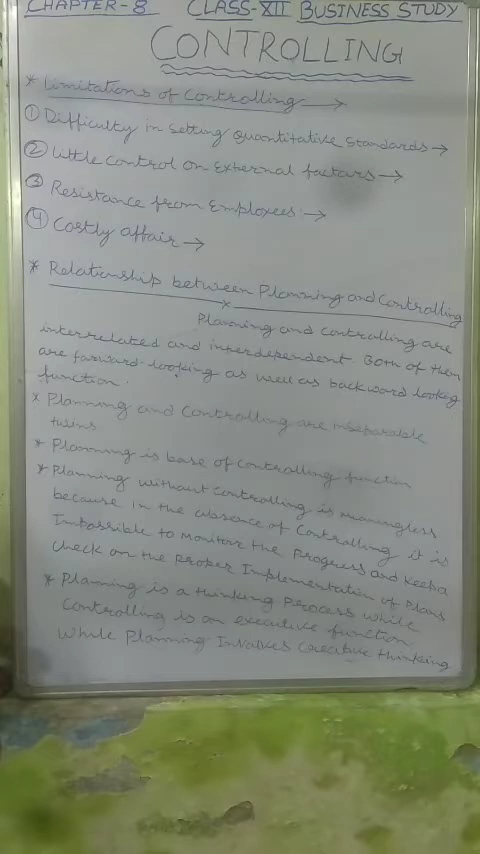 CHAPTER-8 CLASS-XII BUSINESS STUDY
CONTROLLING
* Limitations of Controlling →
① Difficulty in Setting Quantitative Standards →
② Little control on External factars →
③ Resistance from Employees →
④ Costly affair →
* Relationship between Planning and Controlling
Planning and Controlling are
interrelated and interdependent. Both of them
are farward-looking as well as backward looking
function.
x Planning and Controlling are inseparable
twins
* Planning is base of Controlling function
* Planning without Controlling is meaningless
because in the absence of Controlling it is
Impossible to monitor the Progress and keep a
Check on the Proper Implementation of Plans
* Planning is a thinking Process while
Controlling is an executive function
While Planning Involves creative thinking